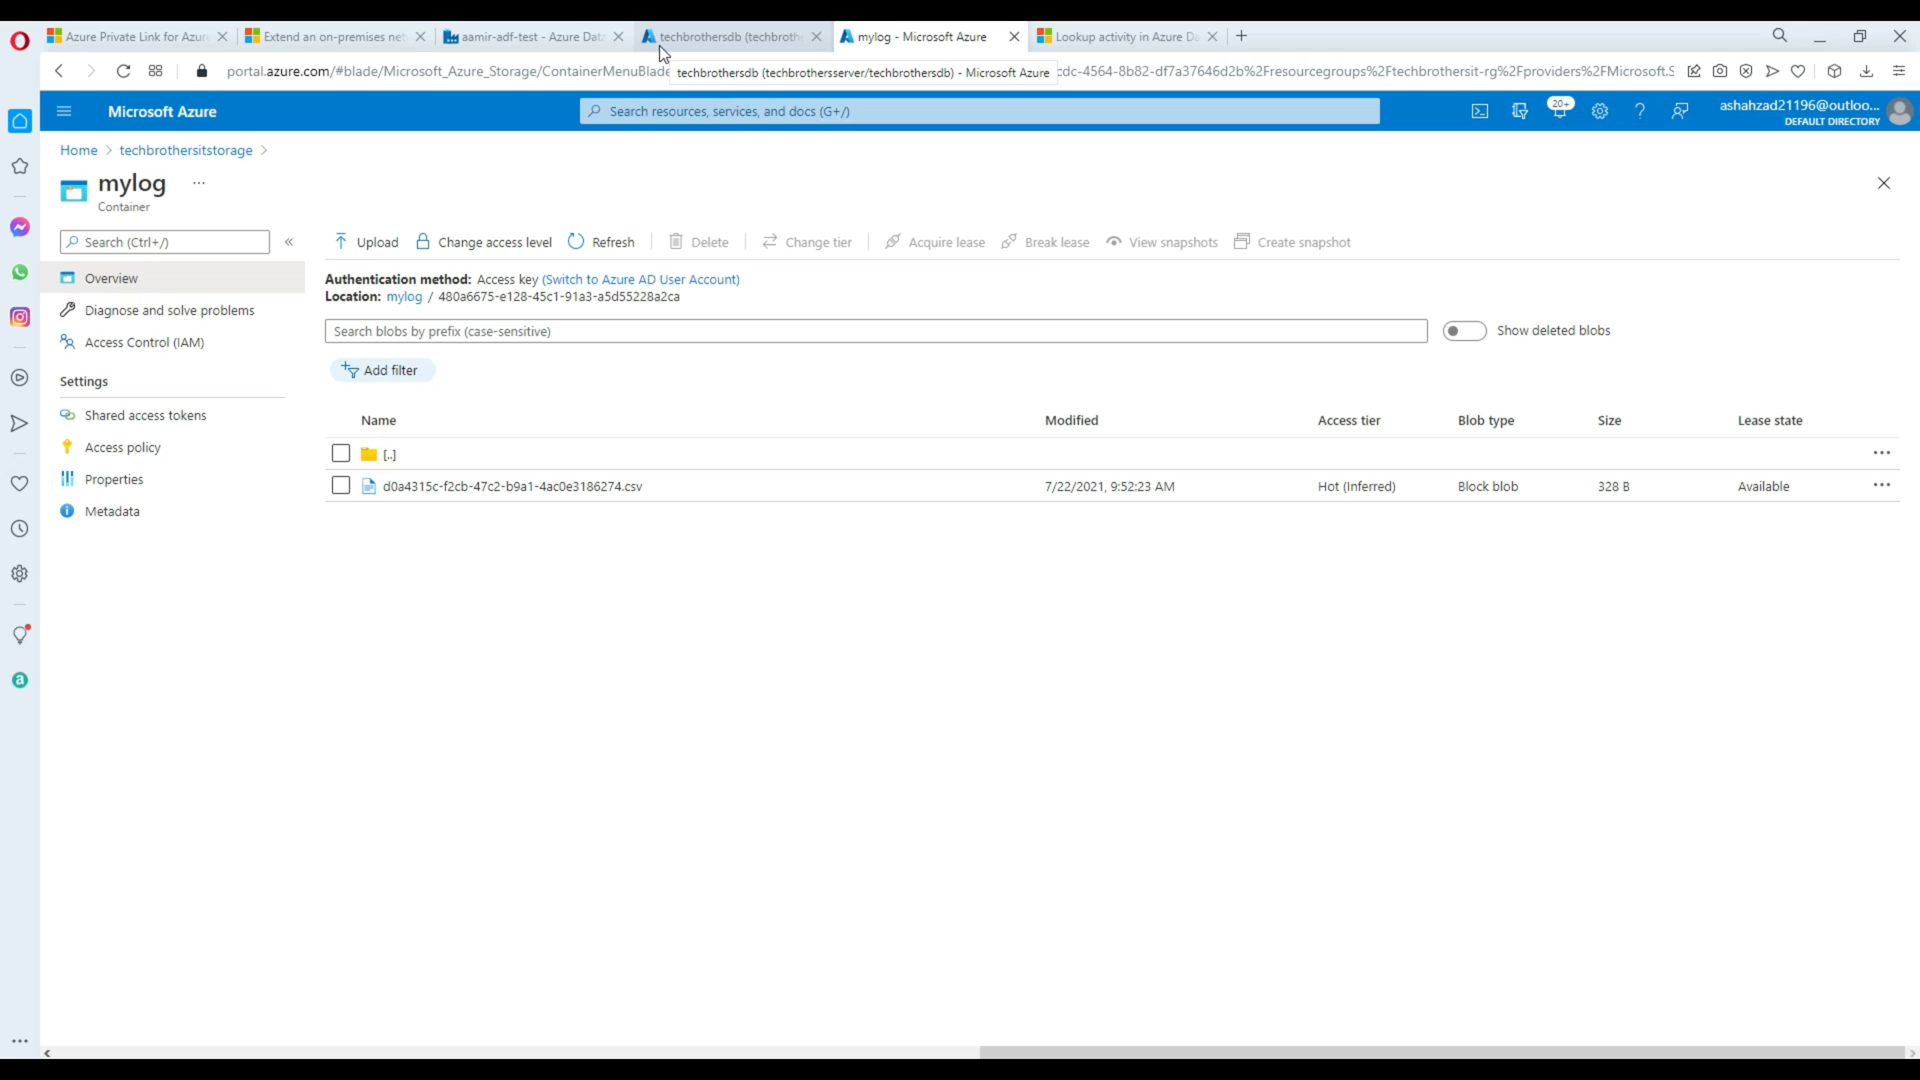 Azure Private Link for Azure
Extend an on-premises net
aamir-adf-test - Azure Data
techbrothersdb (techbrothe
mylog - Microsoft Azure
Lookup activity in Azure Da
portal.azure.com/#blade/Microsoft_Azure_Storage/ContainerMenuBlade
techbrothersdb (techbrothersserver/techbrothersdb) - Microsoft Azure
cdc-4564-8b82-df7a37646d2b%2Fresourcegroups%2Ftechbrothersit-rg%2Fproviders%2FMicrosoft.S
Microsoft Azure
Search resources, services, and docs (G+/)
20+
ashahzad21196@outloo...
DEFAULT DIRECTORY
Home > techbrothersitstorage >
mylog ...
Container
Search (Ctrl+/)
«
Upload
Change access level
Refresh
Delete
Change tier
Acquire lease
Break lease
View snapshots
Create snapshot
Overview
Diagnose and solve problems
Access Control (IAM)
Settings
Shared access tokens
Access policy
Properties
Metadata
Authentication method: Access key (Switch to Azure AD User Account)
Location: mylog / 480a6675-e128-45c1-91a3-a5d55228a2ca
Search blobs by prefix (case-sensitive)
Show deleted blobs
Add filter
Name Modified Access tier Blob type Size Lease state
[..]
d0a4315c-f2cb-47c2-b9a1-4ac0e3186274.csv 7/22/2021, 9:52:23 AM Hot (Inferred) Block blob 328 B Available